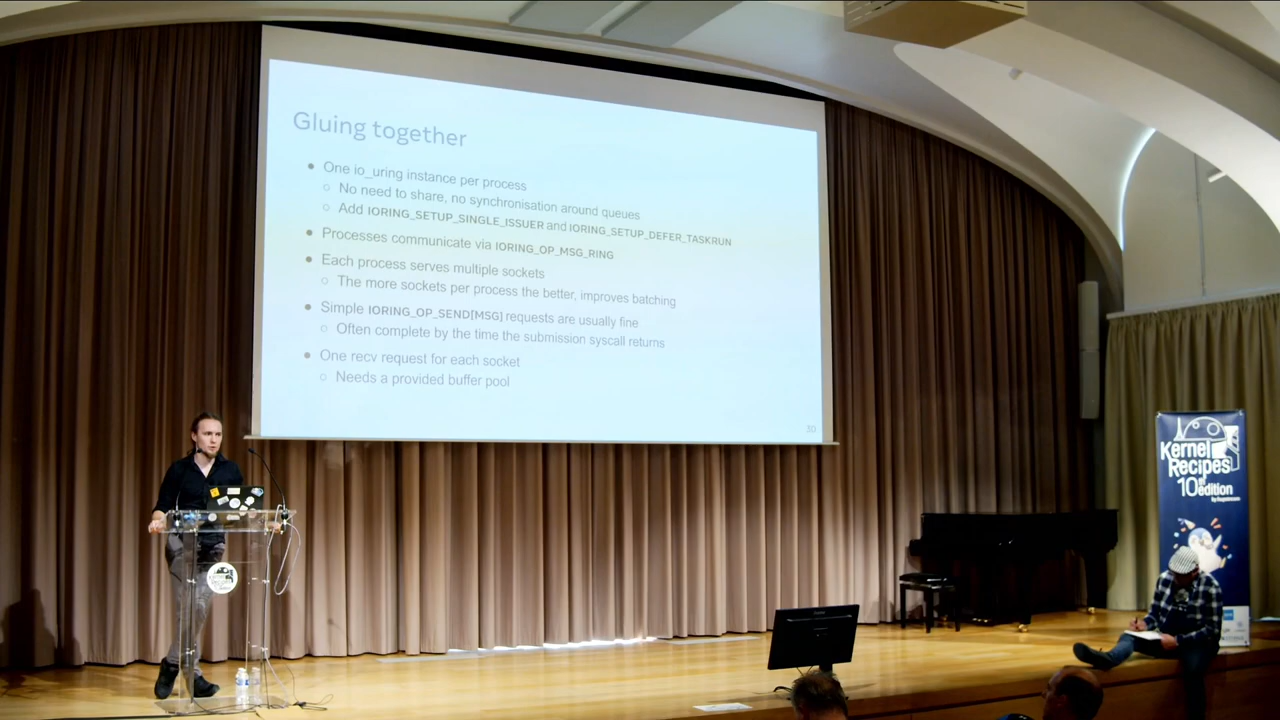 Gluing together
● One io_uring instance per process
○ No need to share, no synchronisation around queues
○ Add IORING_SETUP_SINGLE_ISSUER and IORING_SETUP_DEFER_TASKRUN
● Processes communicate via IORING_OP_MSG_RING
● Each process serves multiple sockets
○ The more sockets per process the better, improves batching
● Simple IORING_OP_SEND[MSG] requests are usually fine
○ Often complete by the time the submission syscall returns
● One recv request for each socket
○ Needs a provided buffer pool
30
Kernel
Recipes
10
edition
Kernel
Recipes